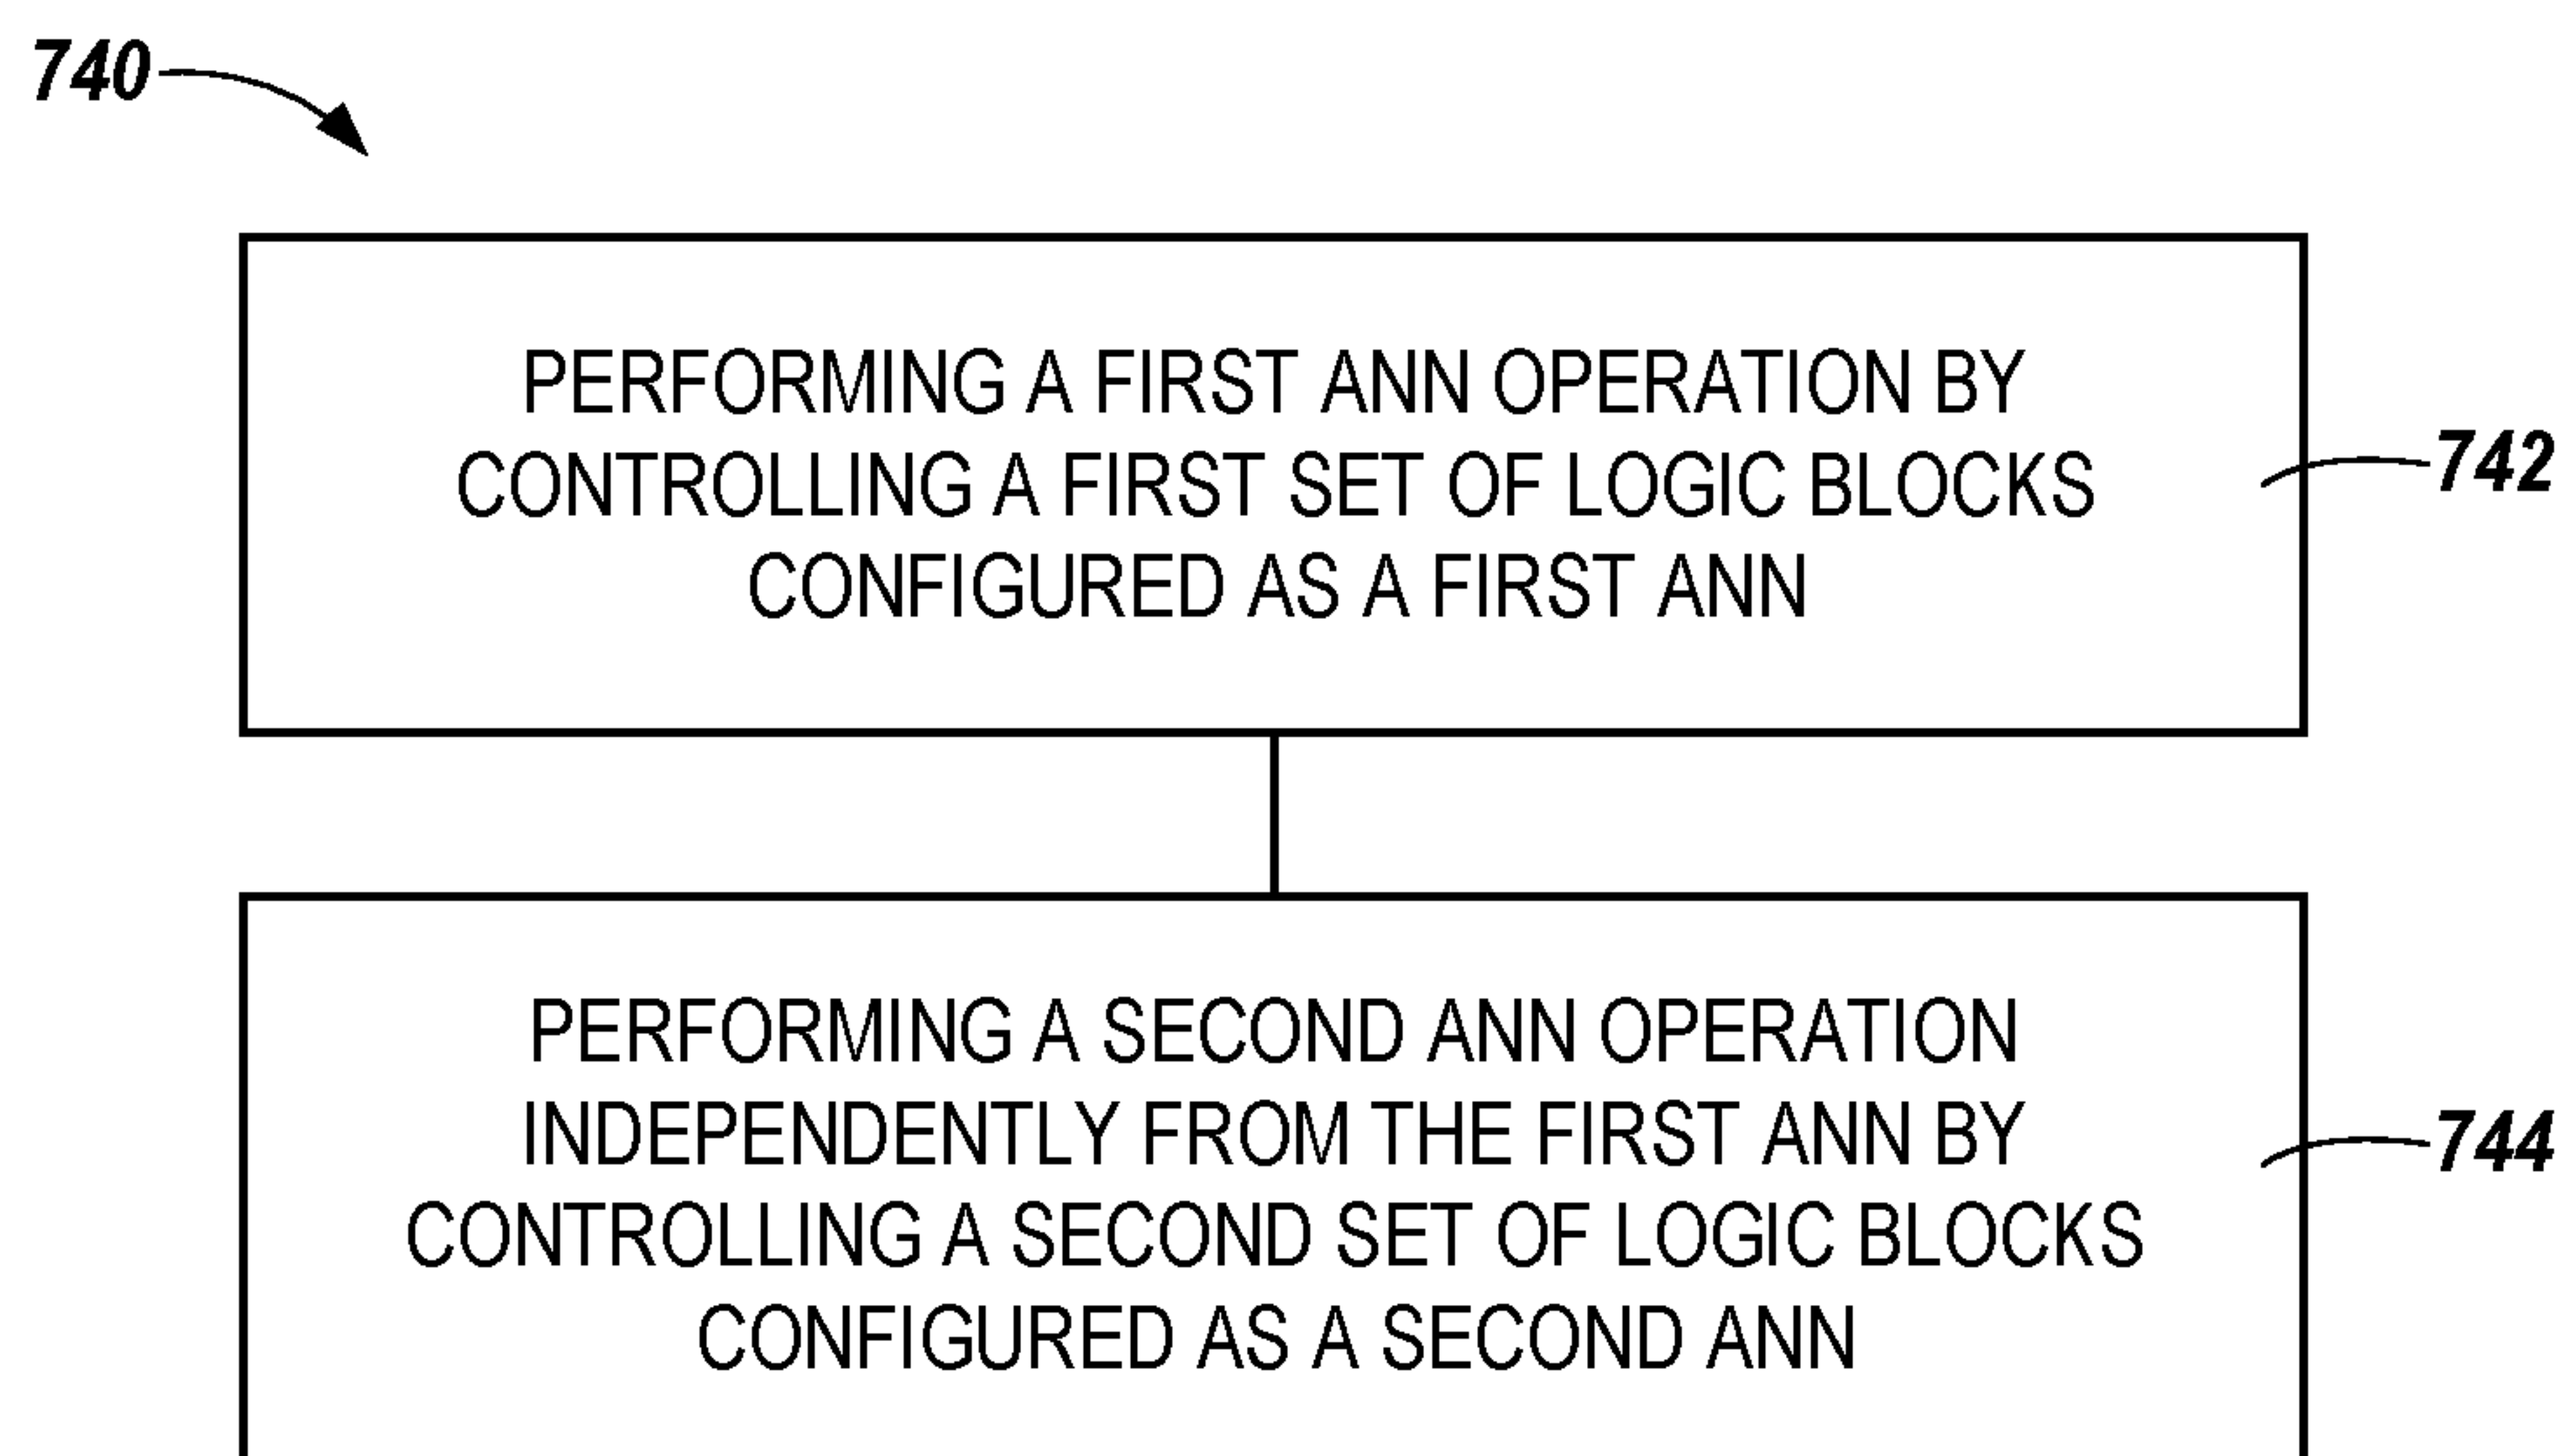 740
PERFORMING A FIRST ANN OPERATION BY
CONTROLLING A FIRST SET OF LOGIC BLOCKS
CONFIGURED AS A FIRST ANN
742
PERFORMING A SECOND ANN OPERATION
INDEPENDENTLY FROM THE FIRST ANN BY
CONTROLLING A SECOND SET OF LOGIC BLOCKS
CONFIGURED AS A SECOND ANN
744